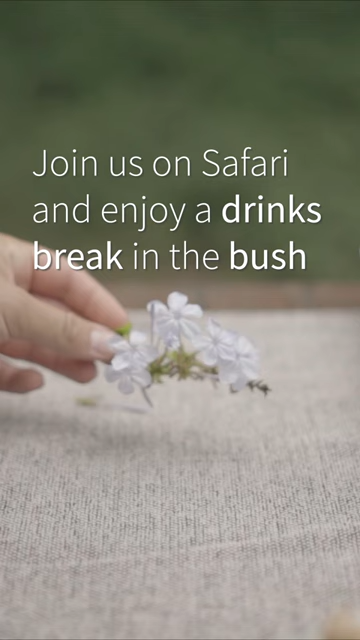 Join us on Safari
and enjoy a drinks
break in the bush